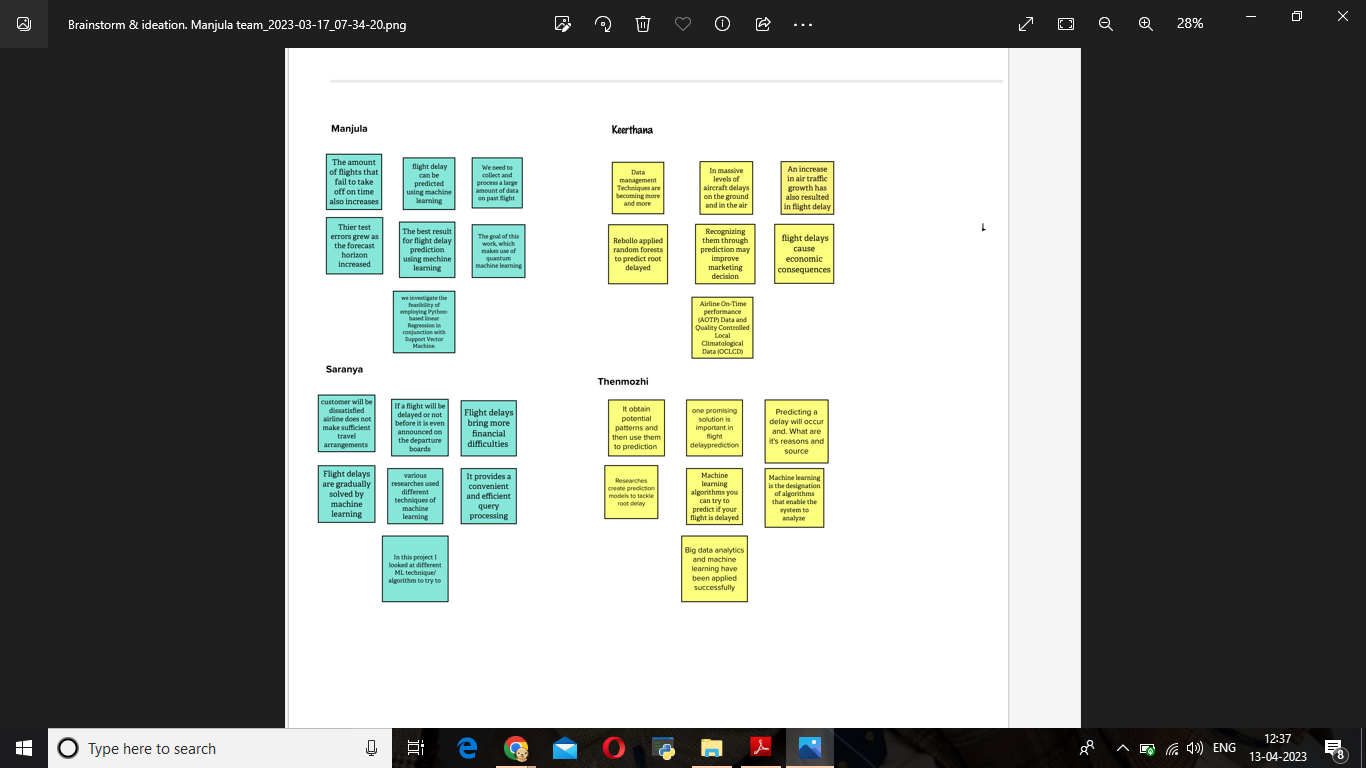 Brainstorm & ideation. Manjula team_2023-03-17_07-34-20.png
28%
Manjula
The amount
of flights that
fail to take
off on time
also increases
flight delay
can be
predicted
using machine
learning
We need to
collect and
process a large
amount of data
on past flight
Thier test
errors grew as
the forecast
horizon
increased
The best result
for flight delay
prediction
using mechine
learning
The goal of this
work, which
makes use of
quantum
machine learning
we investigate the
feasibility of
employing Python-
based linear
Regression in
conjunction with
Support Vector
Machine.
Keerthana
Data
management
Techniques are
becoming more
and more
In massive
levels of
aircraft delays
on the ground
and in the air
An increase
in air traffic
growth has
also resulted
in flight delay
Rebollo applied
random forests
to predict root
delayed
Recognizing
them through
prediction may
improve
marketing
decision
flight delays
cause
economic
consequences
Airline On-Time
performance
(AOTP) Data and
Quality Controlled
Local
Climatological
Data (OCLCD)
Saranya
customer will be
dissatisfied
airline does not
make sufficient
travel
arrangements
If a flight will be
delayed or not
before it is even
announced on
the departure
boards
Flight delays
bring more
financial
difficulties
Flight delays
are gradually
solved by
machine
learning
various
researches used
different
techniques of
machine
learning
It provides a
convenient
and efficient
query
processing
In this project I
looked at different
ML technique/
algorithm to try to
Thenmozhi
It obtain
potential
patterns and
then use them
to prediction
one promising
solution is
important in
flight
delayprediction
Predicting a
delay will occur
and. What are
it's reasons and
source
Researches
create prediction
models to tackle
root delay
Machine
learning
algorithms you
can try to
predict if your
flight is delayed
Machine learning
is the designation
of algorithms
that enable the
system to
analyze
Big data analytics
and machine
learning have
been applied
successfully
Type here to search
ENG
12:37
13-04-2023
8